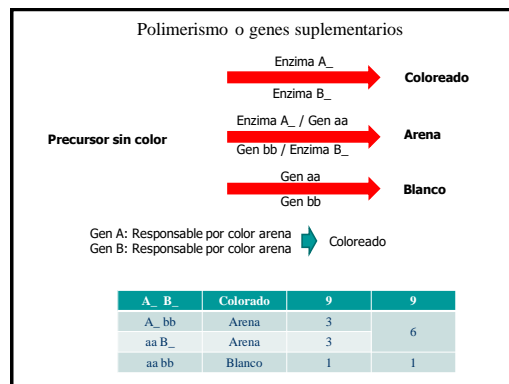 Polimerismo o genes suplementarios
Enzima A_
Coloreado
Enzima B_
Enzima A_ / Gen aa
Precursor sin color
Arena
Gen bb / Enzima B_
Gen aa
Blanco
Gen bb
Gen A: Responsable por color arena
Gen B: Responsable por color arena
Coloreado
A_ B_ Colorado 9 9
A_ bb Arena 3
6
aa B_ Arena 3
aa bb Blanco 1 1